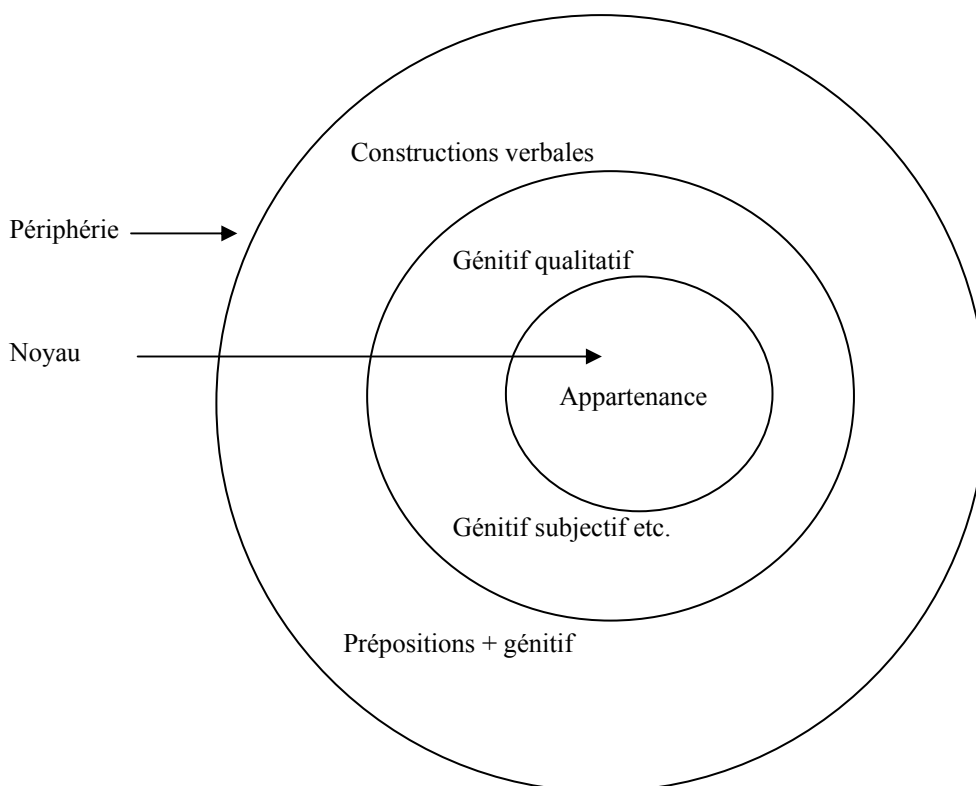 Constructions verbales
Périphérie
Génitif qualitatif
Noyau
Appartenance
Génitif subjectif etc.
Prépositions + génitif